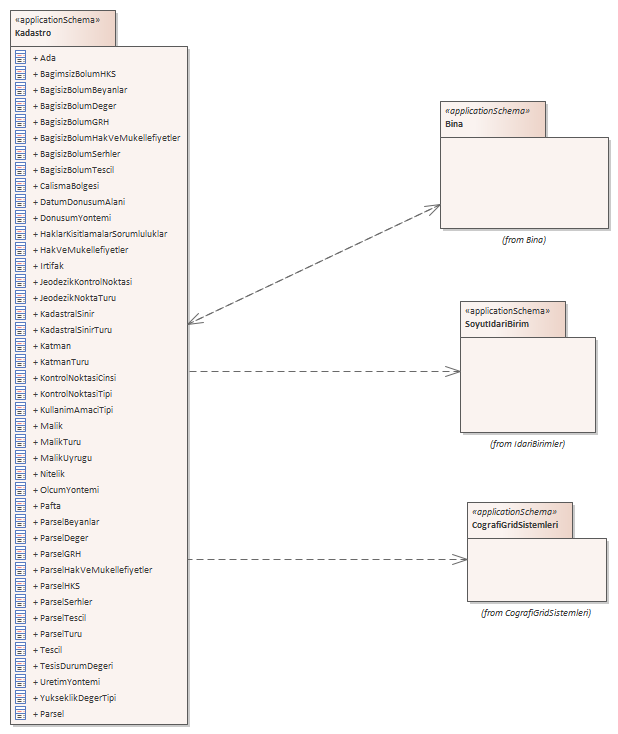 «applicationSchema»
Kadastro
+ Ada
+ BagimsizBolumHKS
+ BagisizBolumBeyanlar
+ BagisizBolumDeger
+ BagisizBolumGRH
+ BagisizBolumHakVeMukellefiyetler
+ BagisizBolumSerhler
+ BagisizBolumTescil
+ CalismaBolgesi
+ DatumDonusumAlani
+ DonusumYontemi
+ HaklarKisitlamalarSorumluluklar
+ HakVeMukellefiyetler
+ Irtifak
+ JeodezikKontrolNoktasi
+ JeodezikNoktaTuru
+ KadastralSinir
+ KadastralSinirTuru
+ Katman
+ KatmanTuru
+ KontrolNoktasiCinsi
+ KontrolNoktasiTipi
+ KullanimAmaciTipi
+ Malik
+ MalikTuru
+ MalikUyrugu
+ Nitelik
+ OlcumYontemi
+ Pafta
+ ParselBeyanlar
+ ParselDeger
+ ParselGRH
+ ParselHakVeMukellefiyetler
+ ParselHKS
+ ParselSerhler
+ ParselTescil
+ ParselTuru
+ Tescil
+ TesisDurumDegeri
+ UretimYontemi
+ YukseklikDegerTipi
+ Parsel
«applicationSchema»
Bina
(from Bina)
«applicationSchema»
SoyutIdariBirim
(from IdariBirimler)
«applicationSchema»
CografiGridSistemleri
(from CografiGridSistemleri)